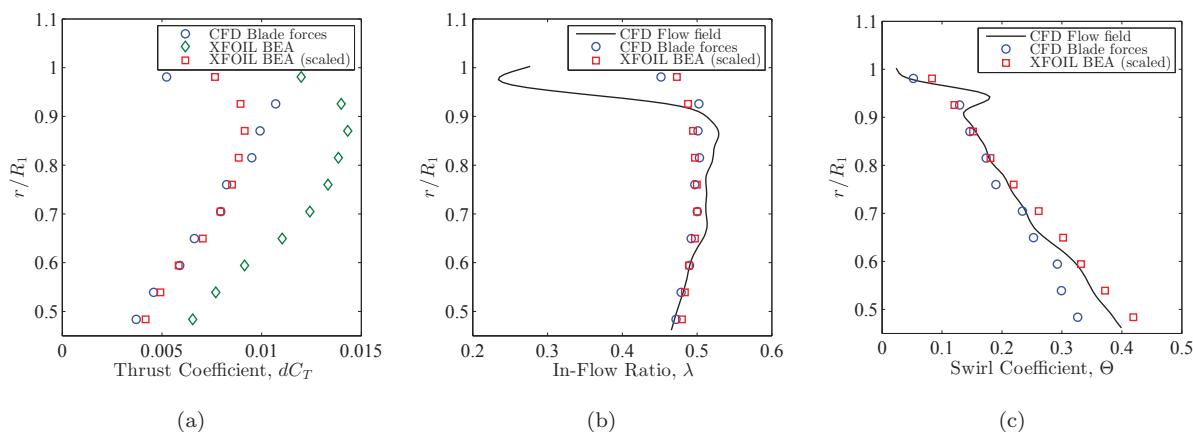 1.1
1
0.9
0.8
0.7
0.6
0.5
r/R₁
CFD Blade forces
XFOIL BEA
XFOIL BEA (scaled)
0 0.005 0.01 0.015
Thrust Coefficient, dC_T
(a)
1.1
1
0.9
0.8
0.7
0.6
0.5
r/R₁
CFD Flow field
CFD Blade forces
XFOIL BEA (scaled)
0.2 0.3 0.4 0.5 0.6
In-Flow Ratio, λ
(b)
1.1
1
0.9
0.8
0.7
0.6
0.5
r/R₁
CFD Flow field
CFD Blade forces
XFOIL BEA (scaled)
0 0.1 0.2 0.3 0.4 0.5
Swirl Coefficient, Θ
(c)